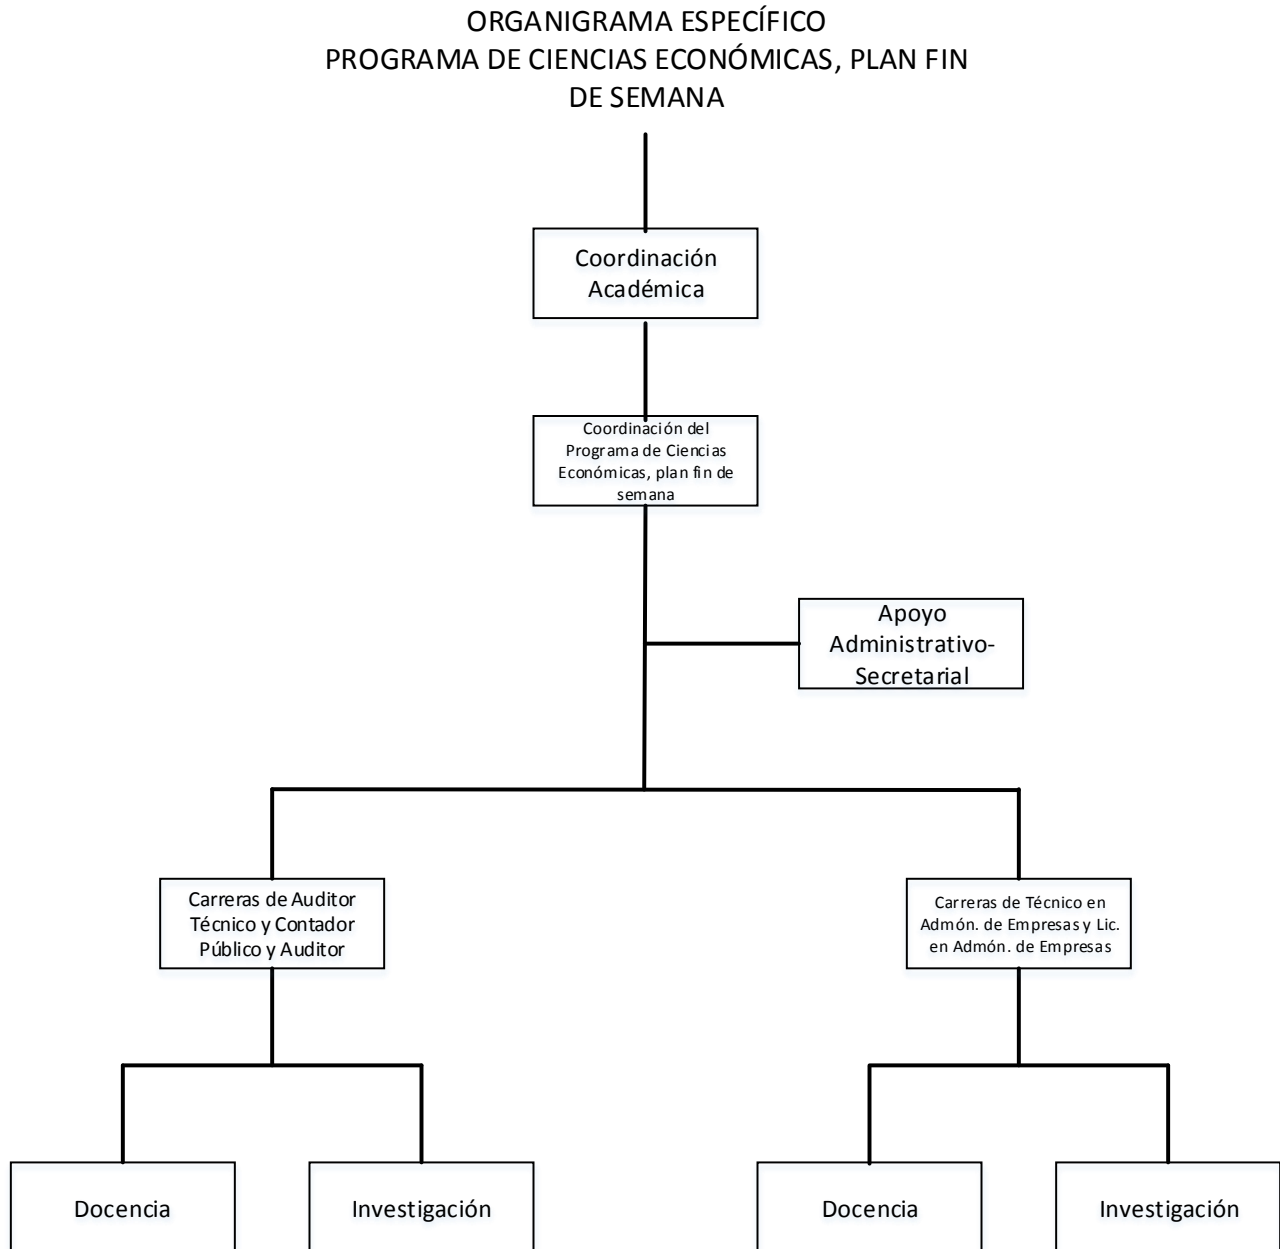 ORGANIGRAMA ESPECÍFICO
PROGRAMA DE CIENCIAS ECONÓMICAS, PLAN FIN
DE SEMANA
Coordinación
Académica
Coordinación del
Programa de Ciencias
Económicas, plan fin de
semana
Apoyo
Administrativo-
Secretarial
Carreras de Auditor
Técnico y Contador
Público y Auditor
Carreras de Técnico en
Admón. de Empresas y Lic.
en Admón. de Empresas
Docencia
Investigación
Docencia
Investigación